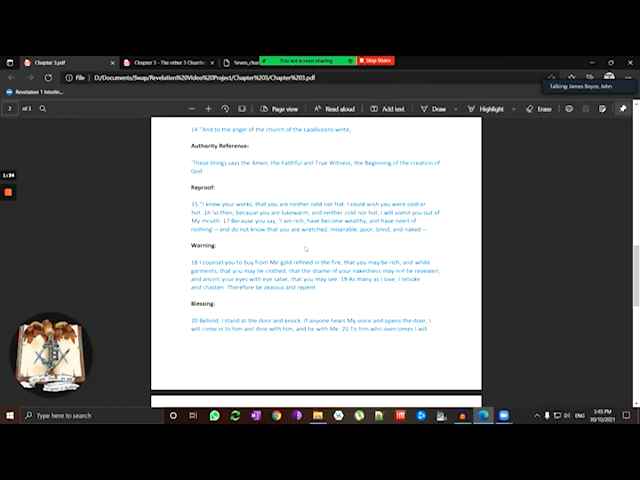 Chapter 3.pdf
Chapter 3 - The other 3 Church
Seven_chu
You are screen sharing
Stop Share
File
D:/Documents/Swap/Revelation%20Video%20Project/Chapter%203/Chapter%203.pdf
Talking: James Boyce, John
Revelation 1 Interlin...
2 of 3
Page view
Read aloud
Add text
Draw
Highlight
Erase
14 "And to the angel of the church of the Laodiceans write,
Authority Reference:
'These things says the Amen, the Faithful and True Witness, the Beginning of the creation of
God
Reproof:
15 "I know your works, that you are neither cold nor hot. I could wish you were cold or
hot. 16 So then, because you are lukewarm, and neither cold nor hot, I will vomit you out of
My mouth. 17 Because you say, 'I am rich, have become wealthy, and have need of
nothing'—and do not know that you are wretched, miserable, poor, blind, and naked—
Warning:
18 I counsel you to buy from Me gold refined in the fire, that you may be rich; and white
garments, that you may be clothed, that the shame of your nakedness may not be revealed;
and anoint your eyes with eye salve, that you may see. 19 As many as I love, I rebuke
and chasten. Therefore be zealous and repent.
Blessing:
20 Behold, I stand at the door and knock. If anyone hears My voice and opens the door, I
will come in to him and dine with him, and he with Me. 21 To him who overcomes I will
Type here to search
ENG
3:45 PM
30/10/2021